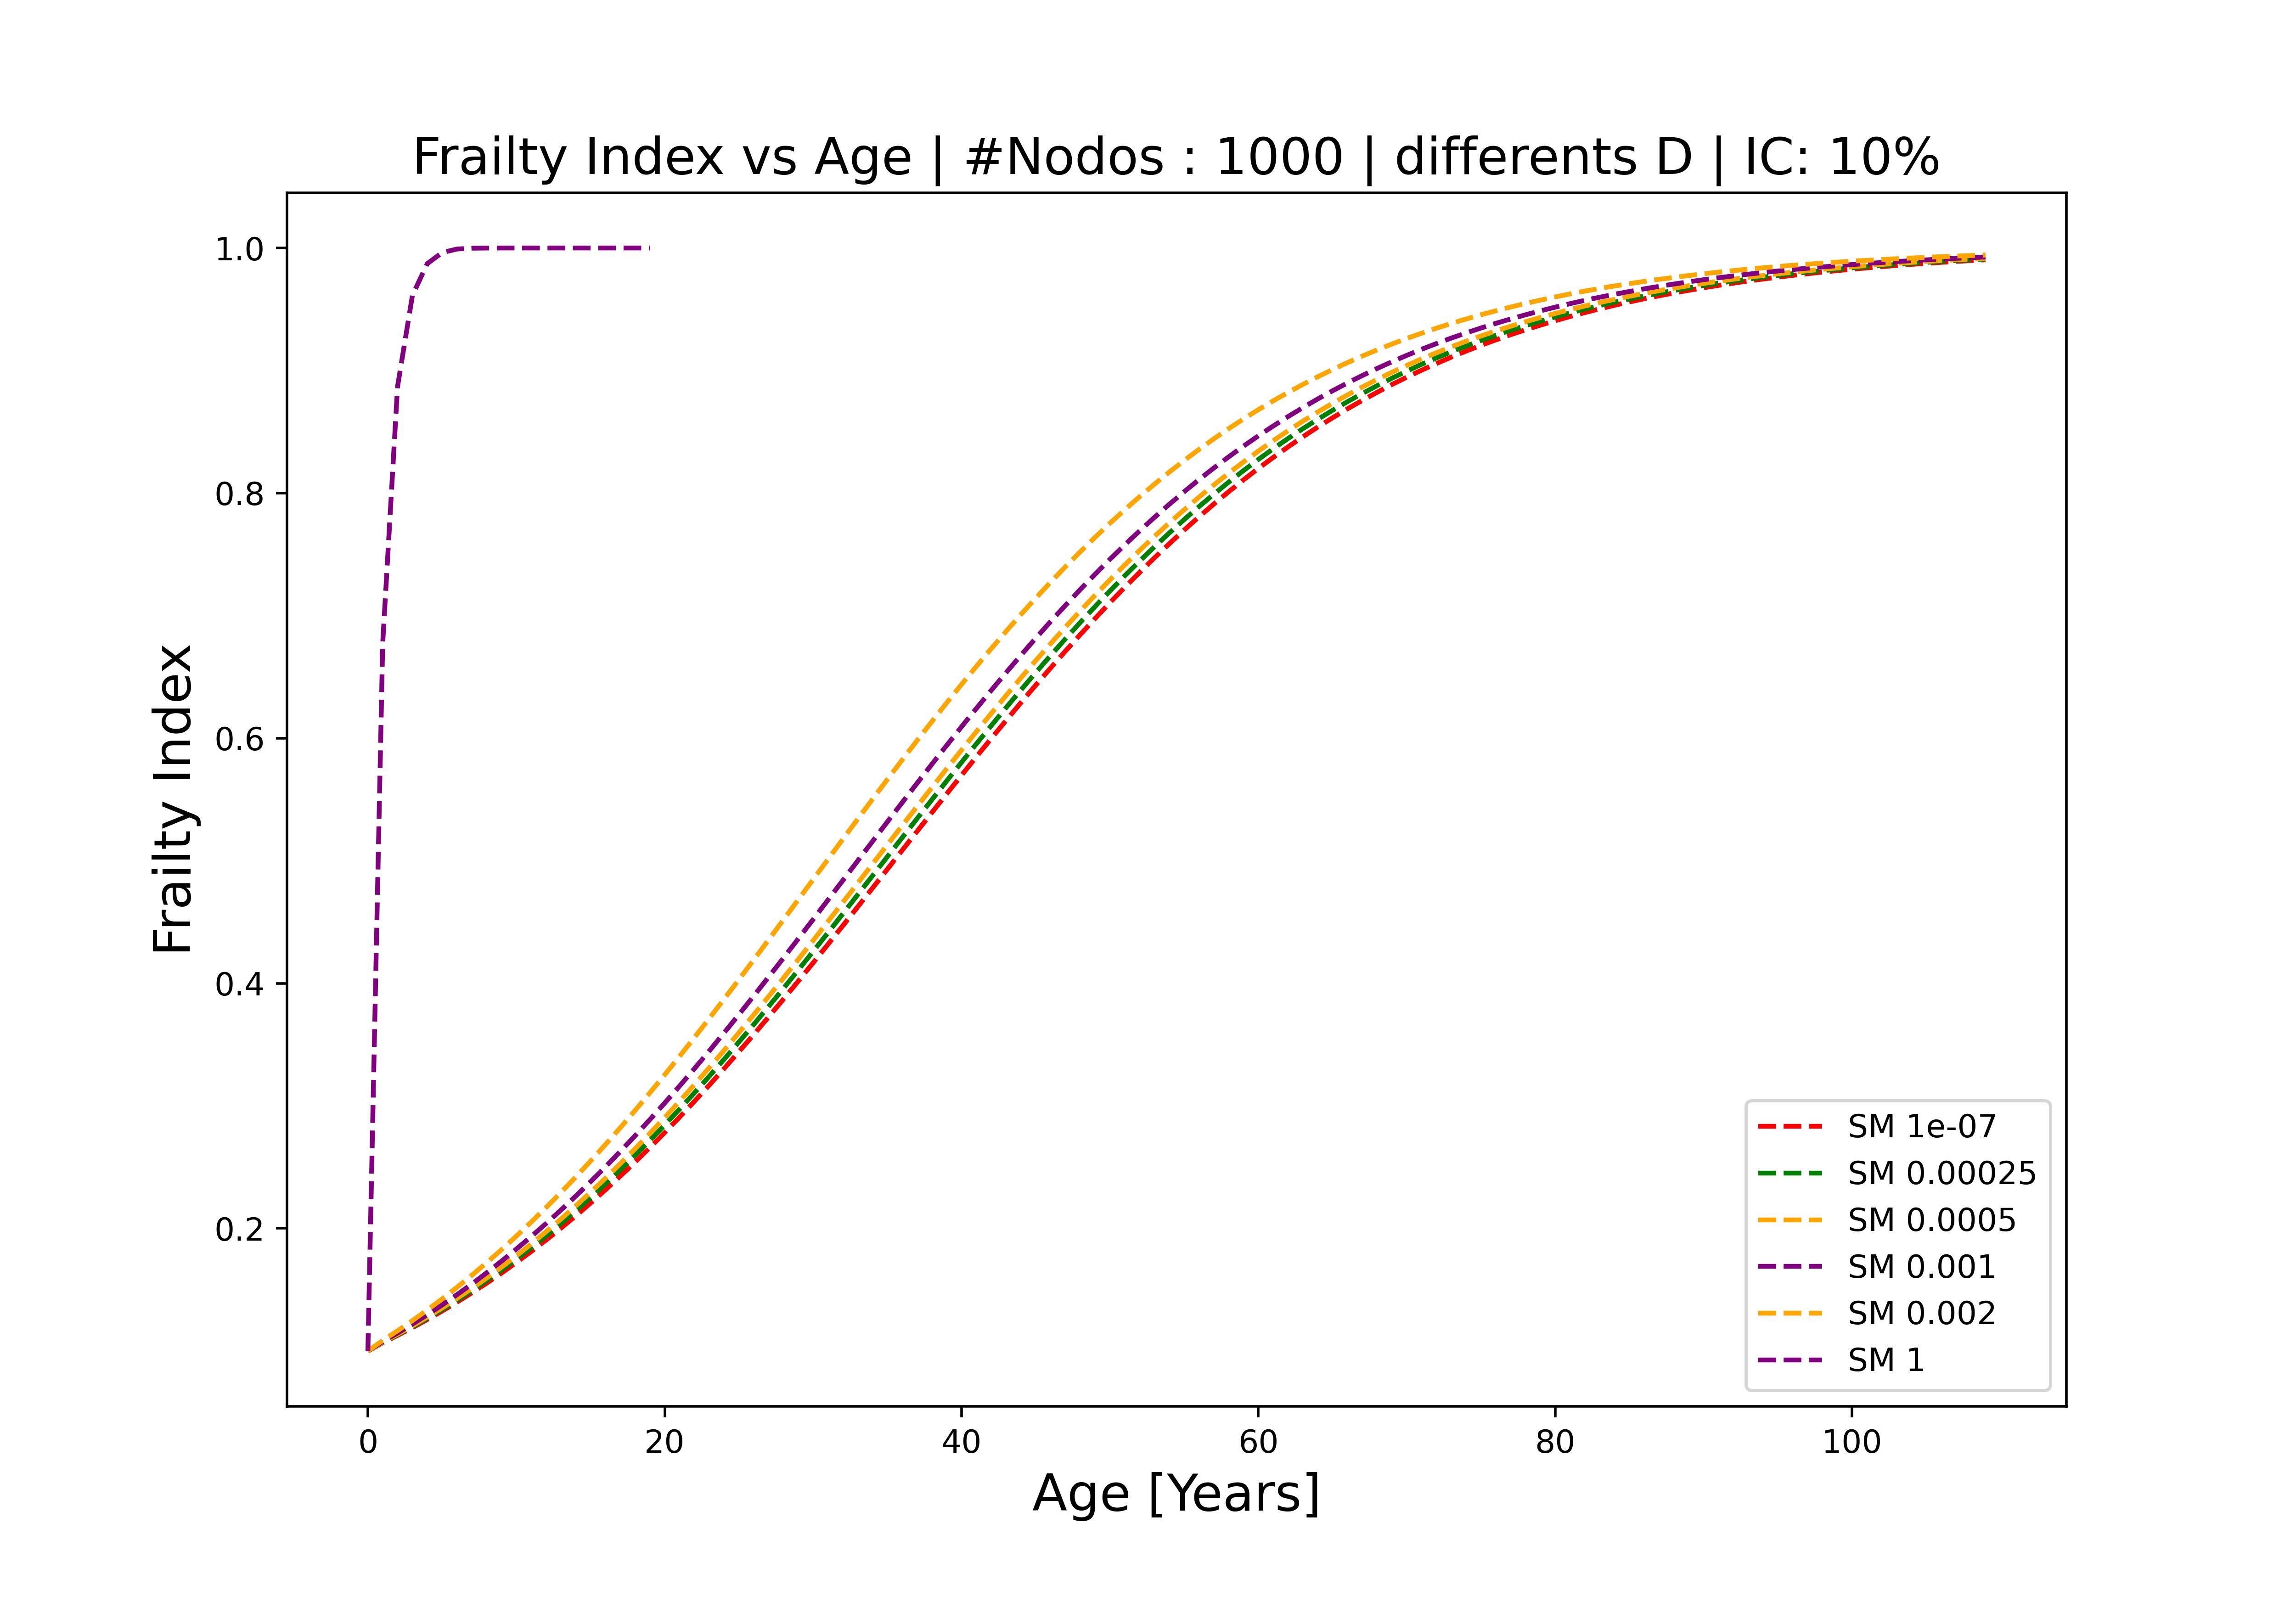 Frailty Index vs Age | #Nodos : 1000 | differents D | IC: 10%
1.0
0.8
0.6
0.4
0.2
Frailty Index
0 20 40 60 80 100
Age [Years]
SM 1e-07
SM 0.00025
SM 0.0005
SM 0.001
SM 0.002
SM 1